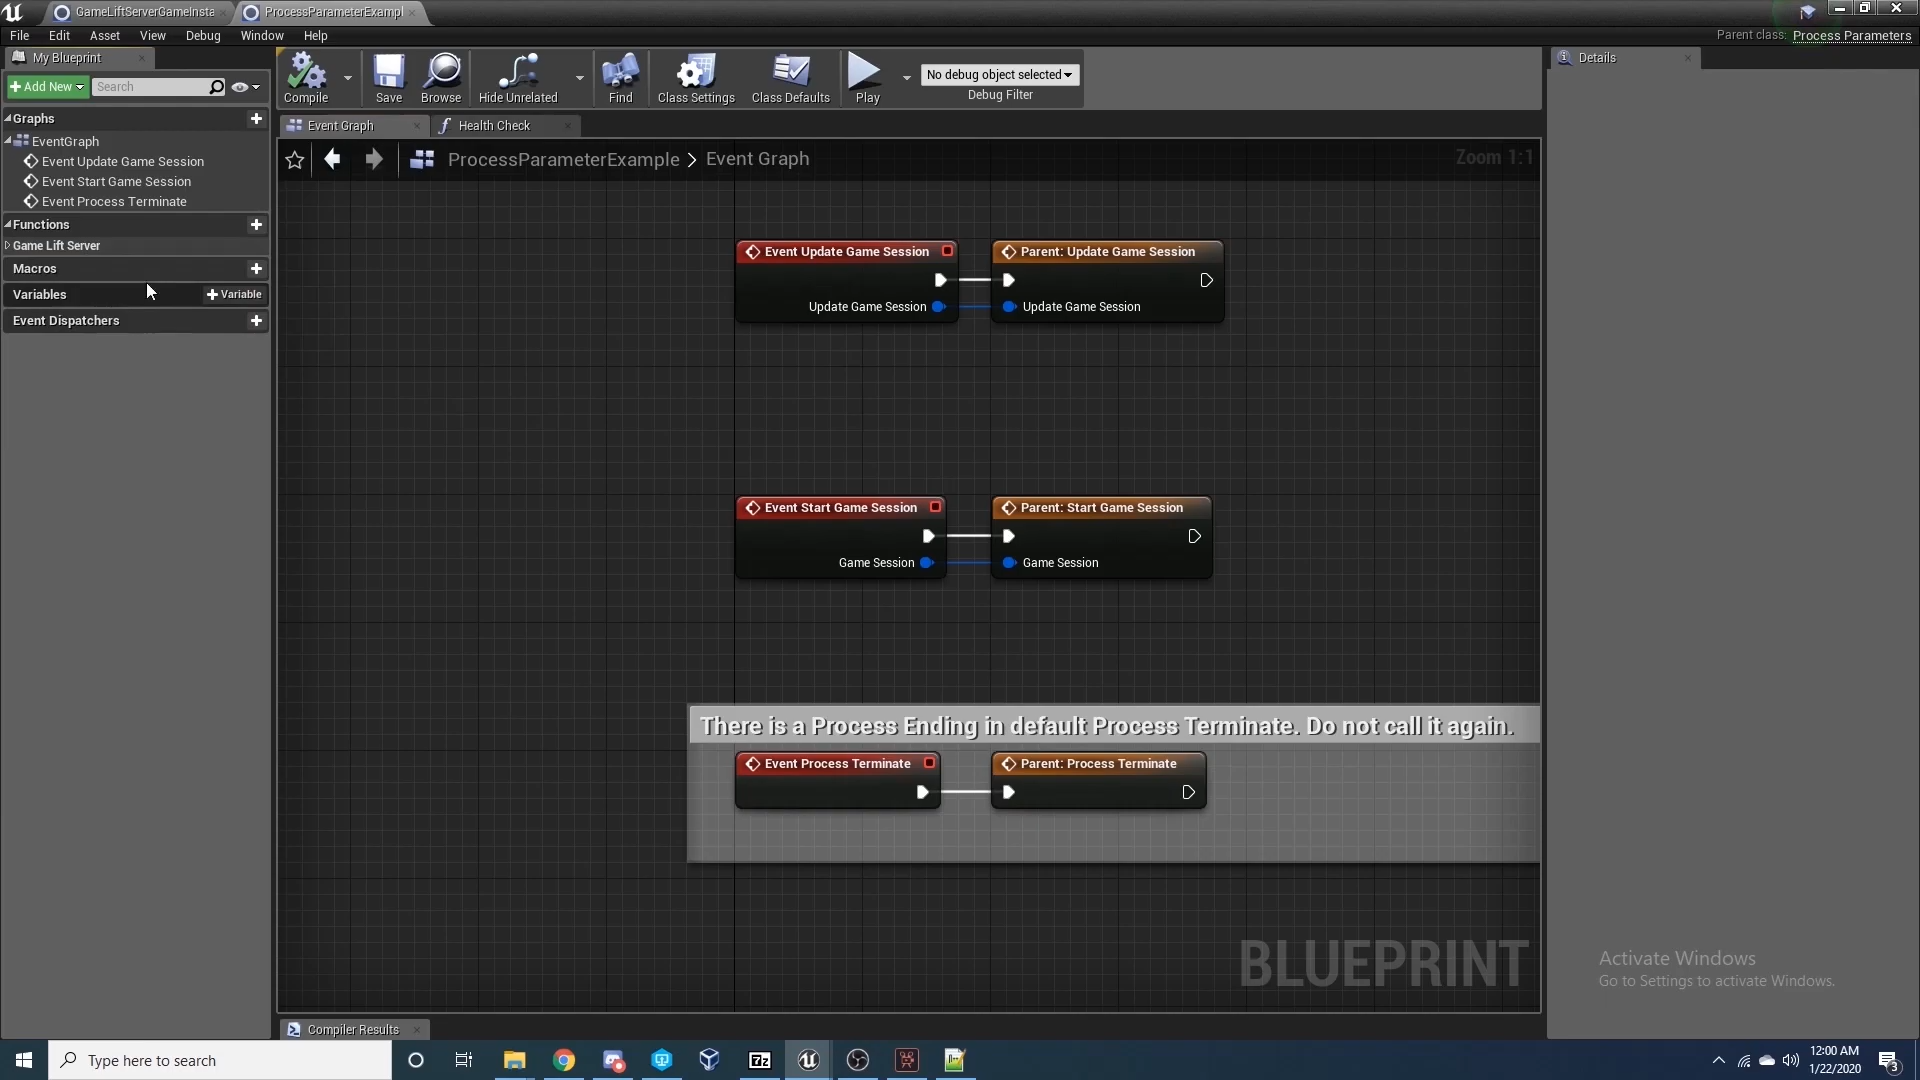 GameLiftServerGameInsta
ProcessParameterExampl
File
Edit
Asset
View
Debug
Window
Help
Parent class: Process Parameters
My Blueprint
Add New
Search
Graphs
EventGraph
Event Update Game Session
Event Start Game Session
Event Process Terminate
Functions
Game Lift Server
Macros
Variables
Variable
Event Dispatchers
Compile
Save
Browse
Hide Unrelated
Find
Class Settings
Class Defaults
Play
No debug object selected
Debug Filter
Details
Event Graph
Health Check
ProcessParameterExample > Event Graph
Zoom 1:1
Event Update Game Session
Update Game Session
Parent: Update Game Session
Update Game Session
Event Start Game Session
Game Session
Parent: Start Game Session
Game Session
There is a Process Ending in default Process Terminate. Do not call it again.
Event Process Terminate
Parent: Process Terminate
BLUEPRINT
Activate Windows
Go to Settings to activate Windows.
Compiler Results
Type here to search
7z
12:00 AM
1/22/2020
3